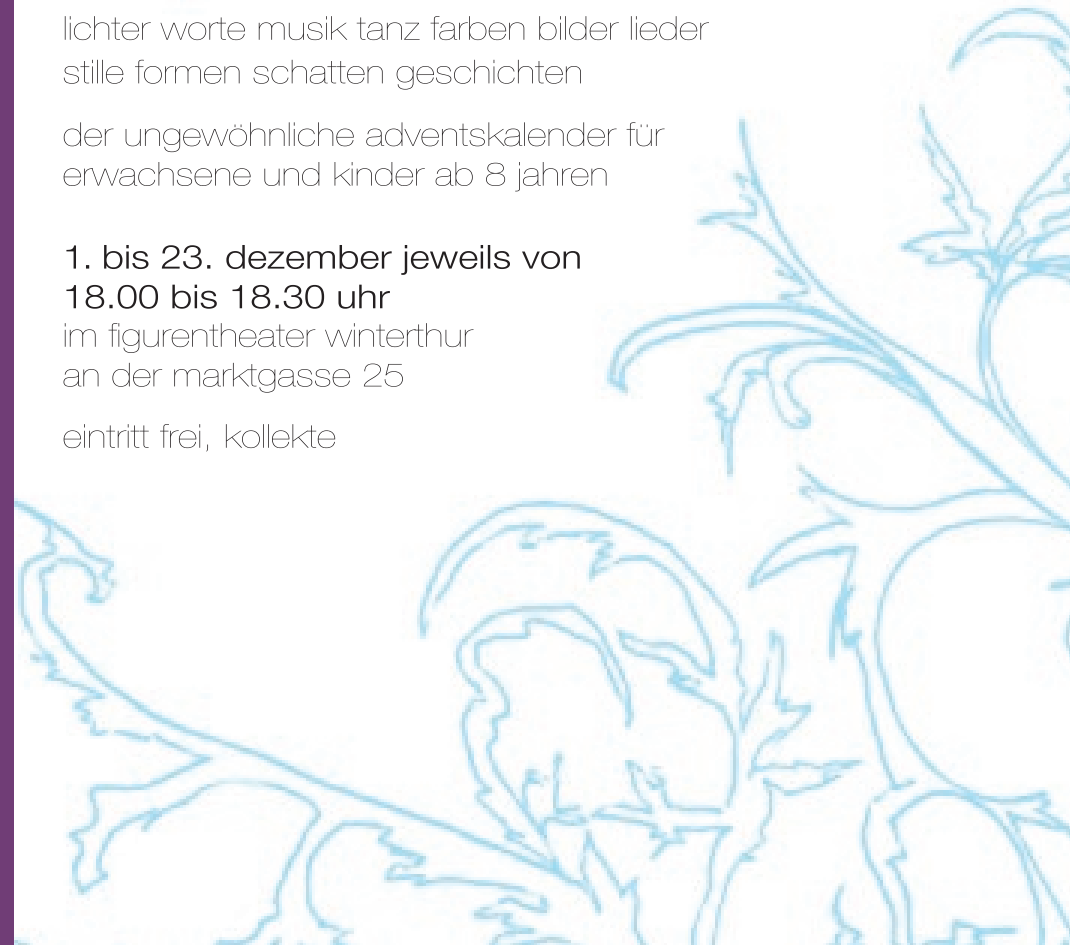 lichter worte musik tanz farben bilder lieder
stille formen schatten geschichten
der ungewöhnliche adventskalender für
erwachsene und kinder ab 8 jahren
1. bis 23. dezember jeweils von
18.00 bis 18.30 uhr
im figurentheater winterthur
an der marktgasse 25
eintritt frei, kollekte